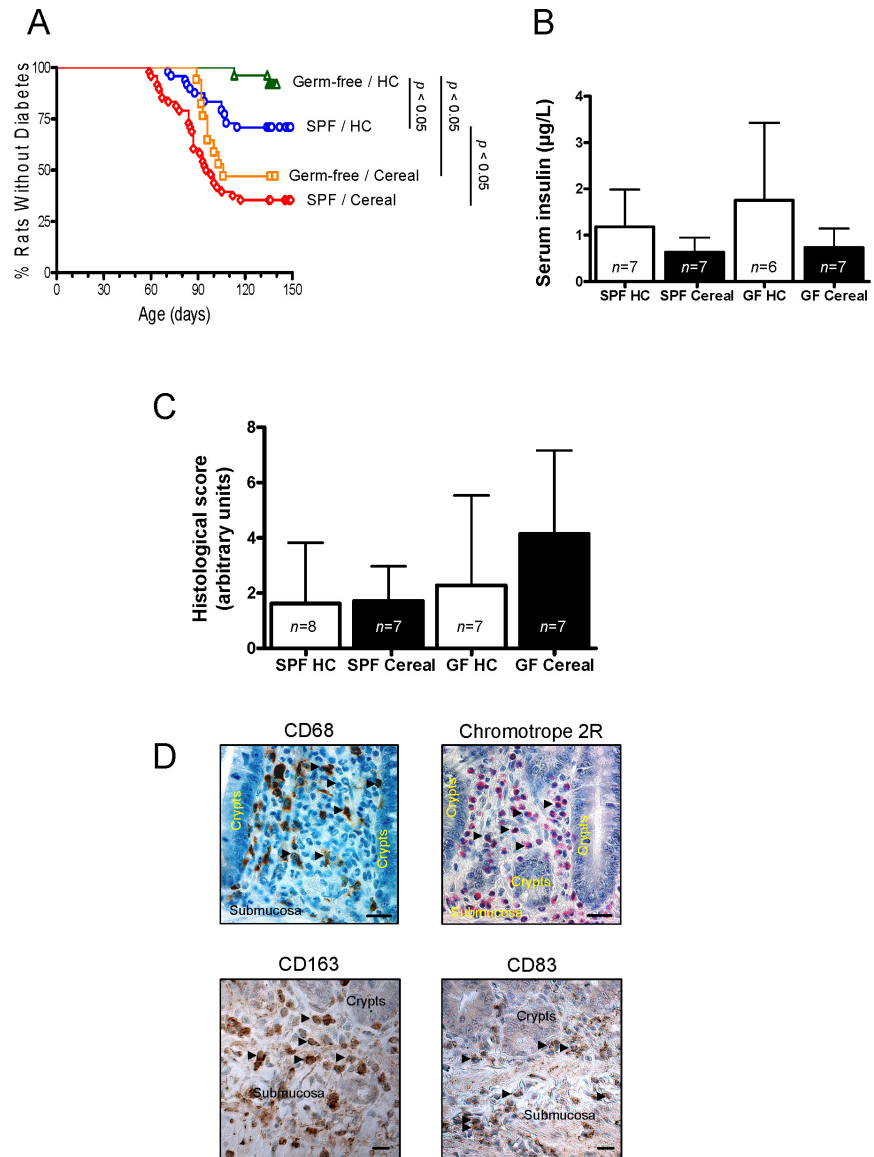 A
% Rats Without Diabetes
100
75
50
25
0
0 30 60 90 120 150
Age (days)
Germ-free / HC
SPF / HC
Germ-free / Cereal
SPF / Cereal
p < 0.05
p < 0.05
p < 0.05
B
Serum insulin (µg/L)
4
3
2
1
0
n=7
n=7
n=6
n=7
SPF HC SPF Cereal GF HC GF Cereal
C
Histological score
(arbitrary units)
8
6
4
2
0
n=8
n=7
n=7
n=7
SPF HC SPF Cereal GF HC GF Cereal
D
CD68
Crypts
Crypts
Submucosa
Chromotrope 2R
Crypts
Crypts
Crypts
Submucosa
CD163
Crypts
Submucosa
CD83
Crypts
Submucosa